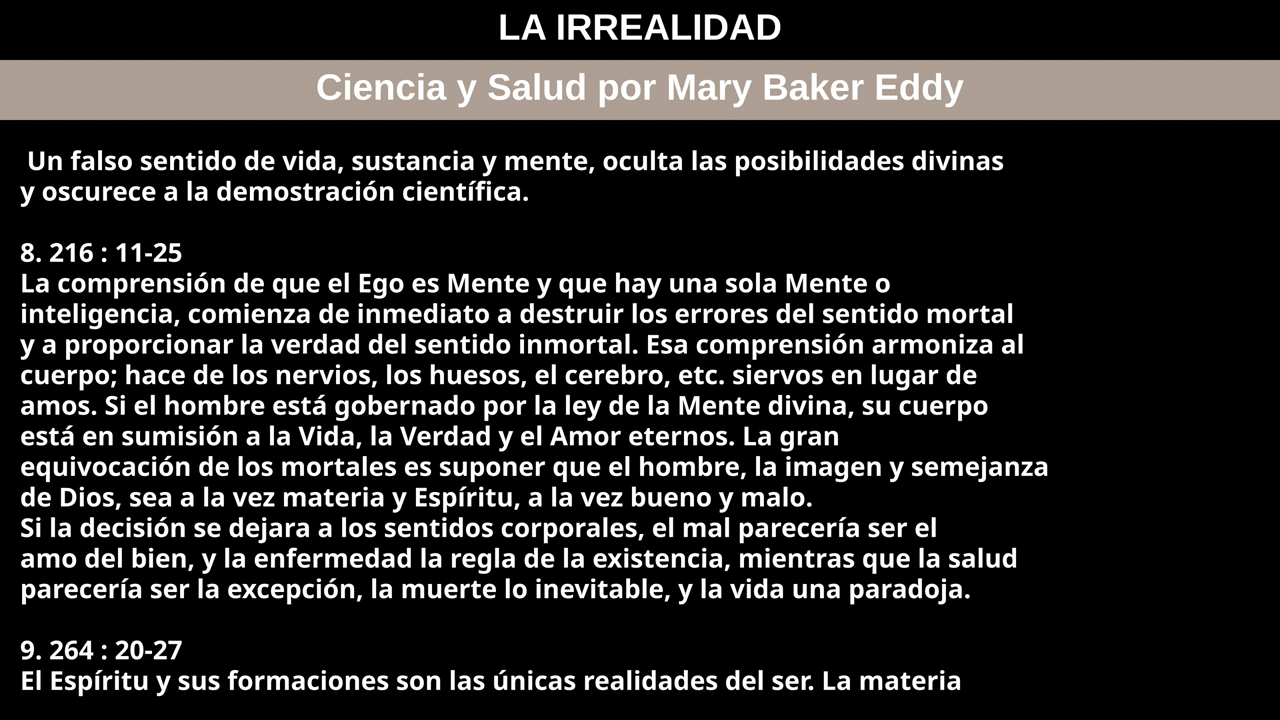 LA IRREALIDAD
Ciencia y Salud por Mary Baker Eddy
Un falso sentido de vida, sustancia y mente, oculta las posibilidades divinas
y oscurece a la demostración científica.
8. 216 : 11-25
La comprensión de que el Ego es Mente y que hay una sola Mente o
inteligencia, comienza de inmediato a destruir los errores del sentido mortal
y a proporcionar la verdad del sentido inmortal. Esa comprensión armoniza al
cuerpo; hace de los nervios, los huesos, el cerebro, etc. siervos en lugar de
amos. Si el hombre está gobernado por la ley de la Mente divina, su cuerpo
está en sumisión a la Vida, la Verdad y el Amor eternos. La gran
equivocación de los mortales es suponer que el hombre, la imagen y semejanza
de Dios, sea a la vez materia y Espíritu, a la vez bueno y malo.
Si la decisión se dejara a los sentidos corporales, el mal parecería ser el
amo del bien, y la enfermedad la regla de la existencia, mientras que la salud
parecería ser la excepción, la muerte lo inevitable, y la vida una paradoja.
9. 264 : 20-27
El Espíritu y sus formaciones son las únicas realidades del ser. La materia